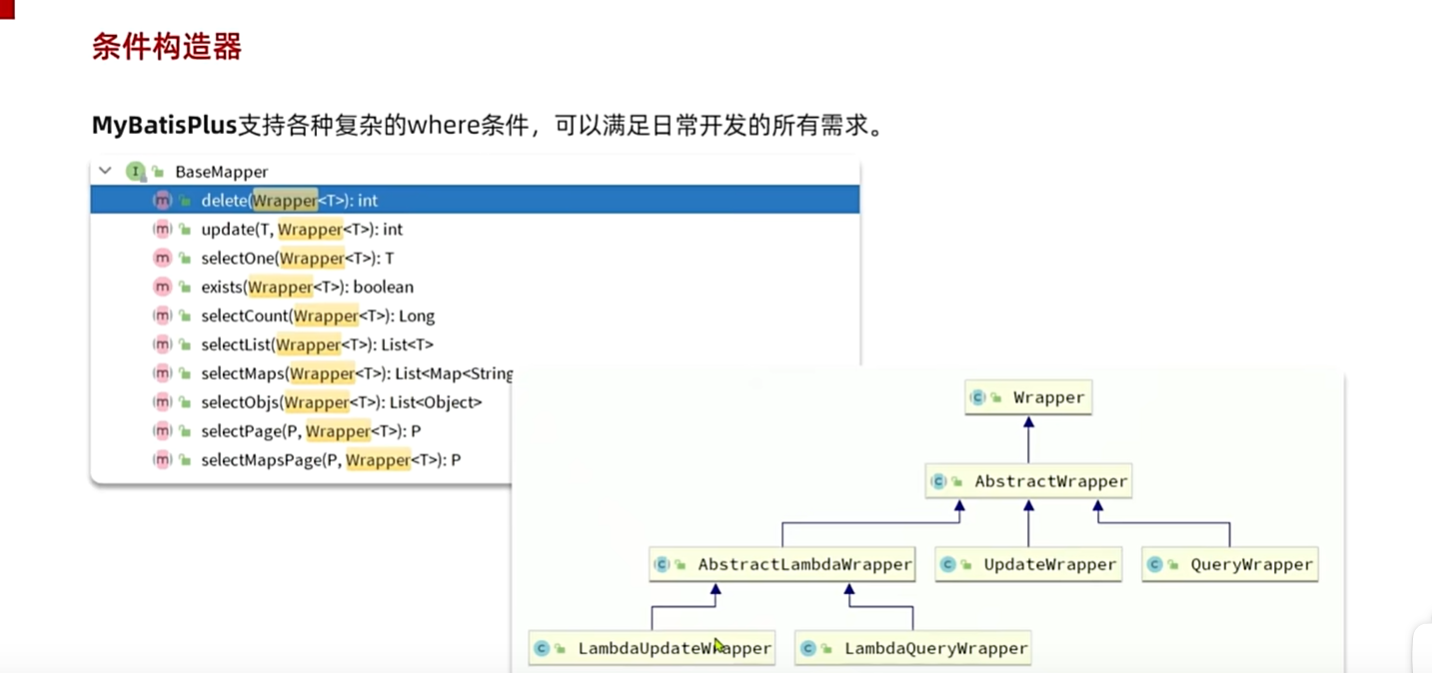 条件构造器
MyBatisPlus支持各种复杂的where条件，可以满足日常开发的所有需求。
BaseMapper
delete(Wrapper<T>): int
update(T, Wrapper<T>): int
selectOne(Wrapper<T>): T
exists(Wrapper<T>): boolean
selectCount(Wrapper<T>): Long
selectList(Wrapper<T>): List<T>
selectMaps(Wrapper<T>): List<Map<String
selectObjs(Wrapper<T>): List<Object>
selectPage(P, Wrapper<T>): P
selectMapsPage(P, Wrapper<T>): P
Wrapper
AbstractWrapper
AbstractLambdaWrapper
UpdateWrapper
QueryWrapper
LambdaUpdateWrapper
LambdaQueryWrapper